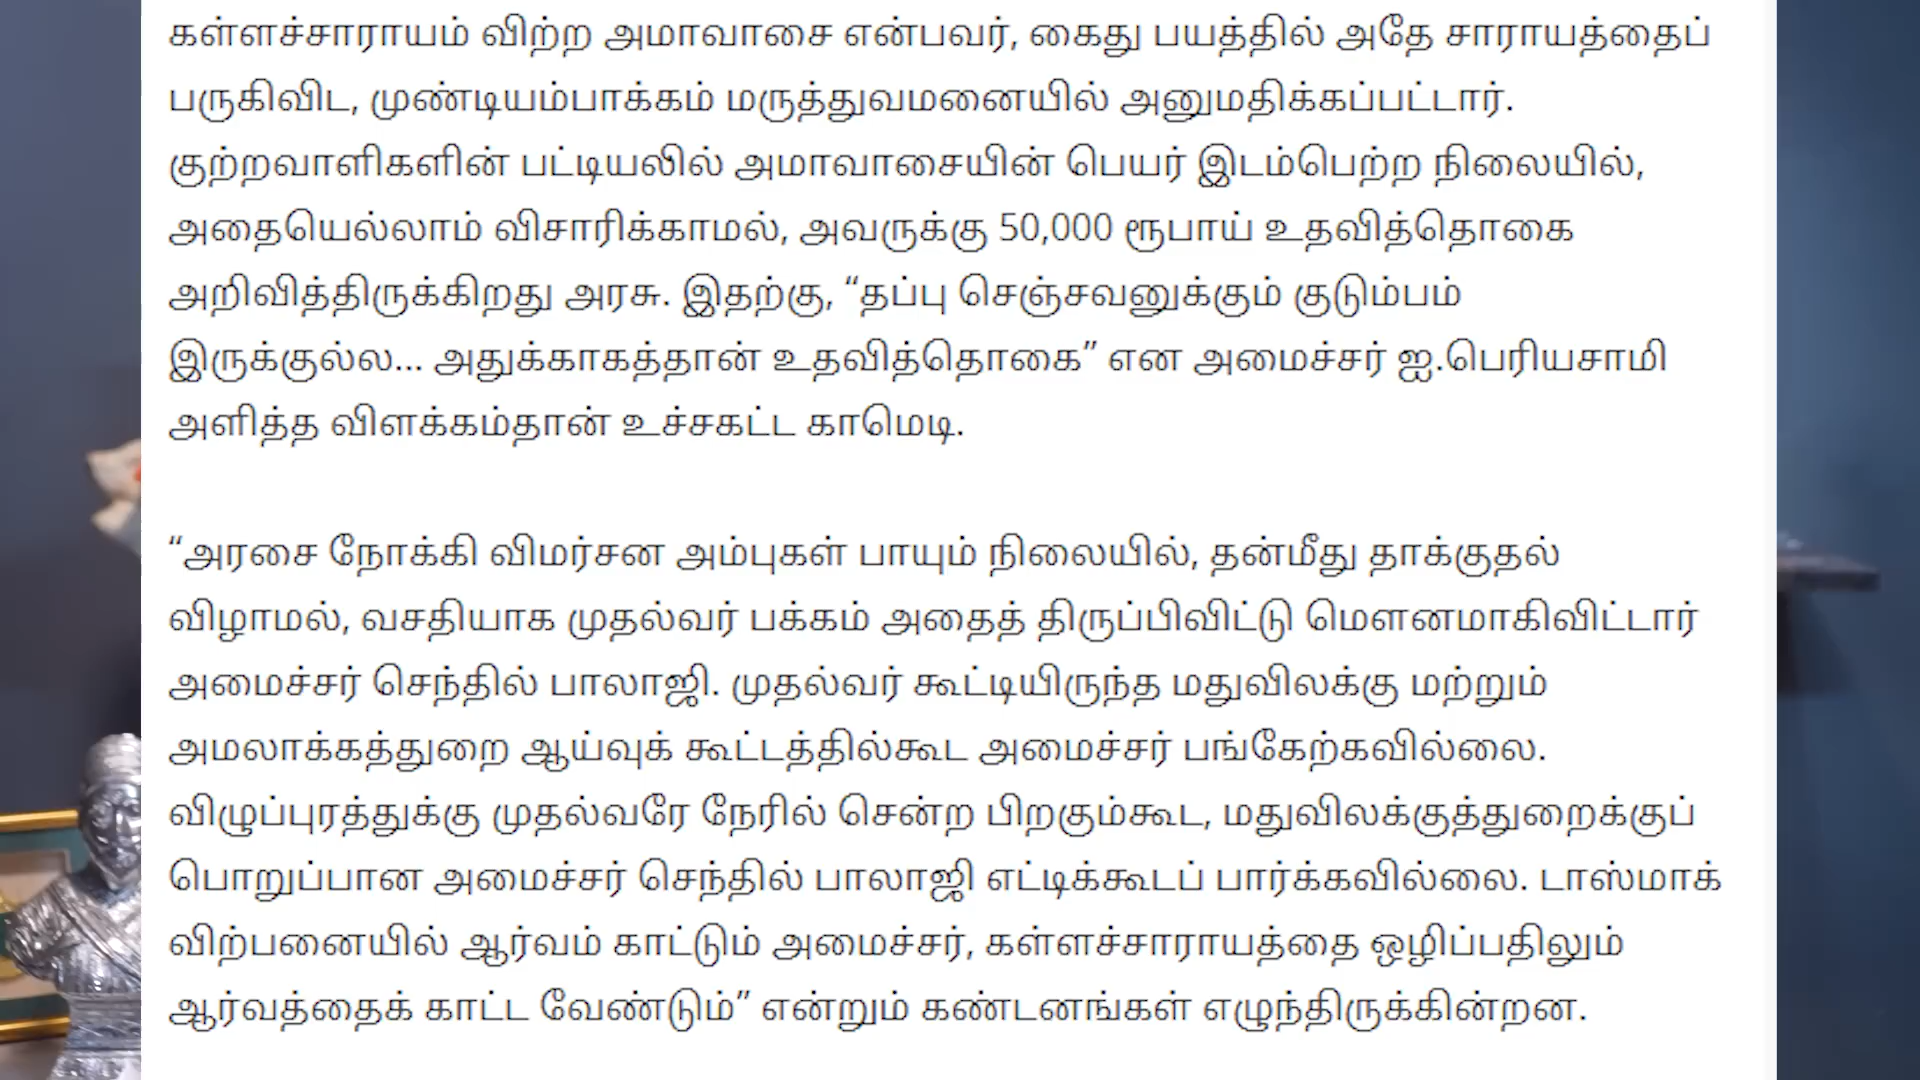 கள்ளச்சாராயம் விற்ற அமாவாசை என்பவர், கைது பயத்தில் அதே சாராயத்தைப்
பருகிவிட, முண்டியம்பாக்கம் மருத்துவமனையில் அனுமதிக்கப்பட்டார்.
குற்றவாளிகளின் பட்டியலில் அமாவாசையின் பெயர் இடம்பெற்ற நிலையில்,
அதையெல்லாம் விசாரிக்காமல், அவருக்கு 50,000 ரூபாய் உதவித்தொகை
அறிவித்திருக்கிறது அரசு. இதற்கு, “தப்பு செஞ்சவனுக்கும் குடும்பம்
இருக்குல்ல... அதுக்காகத்தான் உதவித்தொகை” என அமைச்சர் ஐ.பெரியசாமி
அளித்த விளக்கம்தான் உச்சகட்ட காமெடி.
“அரசை நோக்கி விமர்சன அம்புகள் பாயும் நிலையில், தன்மீது தாக்குதல்
விழாமல், வசதியாக முதல்வர் பக்கம் அதைத் திருப்பிவிட்டு மௌனமாகிவிட்டார்
அமைச்சர் செந்தில் பாலாஜி. முதல்வர் கூட்டியிருந்த மதுவிலக்கு மற்றும்
அமலாக்கத்துறை ஆய்வுக் கூட்டத்தில்கூட அமைச்சர் பங்கேற்கவில்லை.
விழுப்புரத்துக்கு முதல்வரே நேரில் சென்ற பிறகும்கூட, மதுவிலக்குத்துறைக்குப்
பொறுப்பான அமைச்சர் செந்தில் பாலாஜி எட்டிக்கூடப் பார்க்கவில்லை. டாஸ்மாக்
விற்பனையில் ஆர்வம் காட்டும் அமைச்சர், கள்ளச்சாராயத்தை ஒழிப்பதிலும்
ஆர்வத்தைக் காட்ட வேண்டும்” என்றும் கண்டனங்கள் எழுந்திருக்கின்றன.